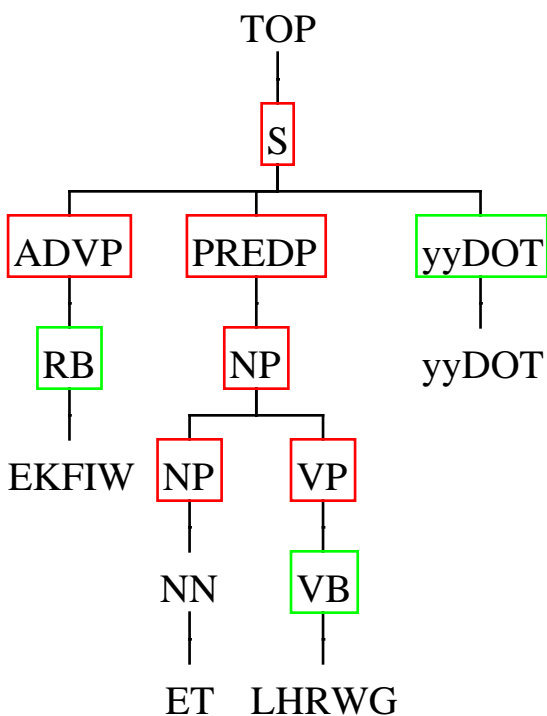 TOP
S
ADVP PREDP yyDOT
RB NP yyDOT
EKFIW NP VP
NN VB
ET LHRWG